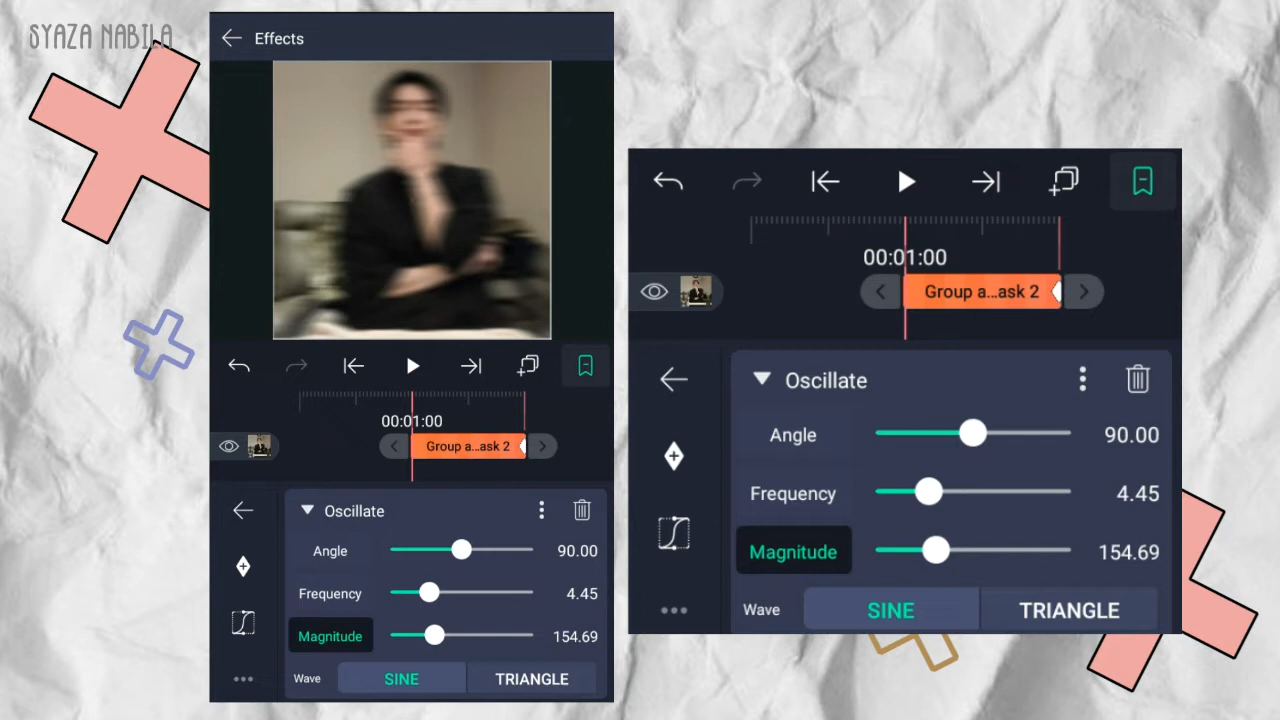 SYAZA NABILA
Effects
00:01:00
Group a...ask 2
Oscillate
Angle 90.00
Frequency 4.45
Magnitude 154.69
Wave SINE TRIANGLE
00:01:00
Group a...ask 2
Oscillate
Angle 90.00
Frequency 4.45
Magnitude 154.69
Wave SINE TRIANGLE